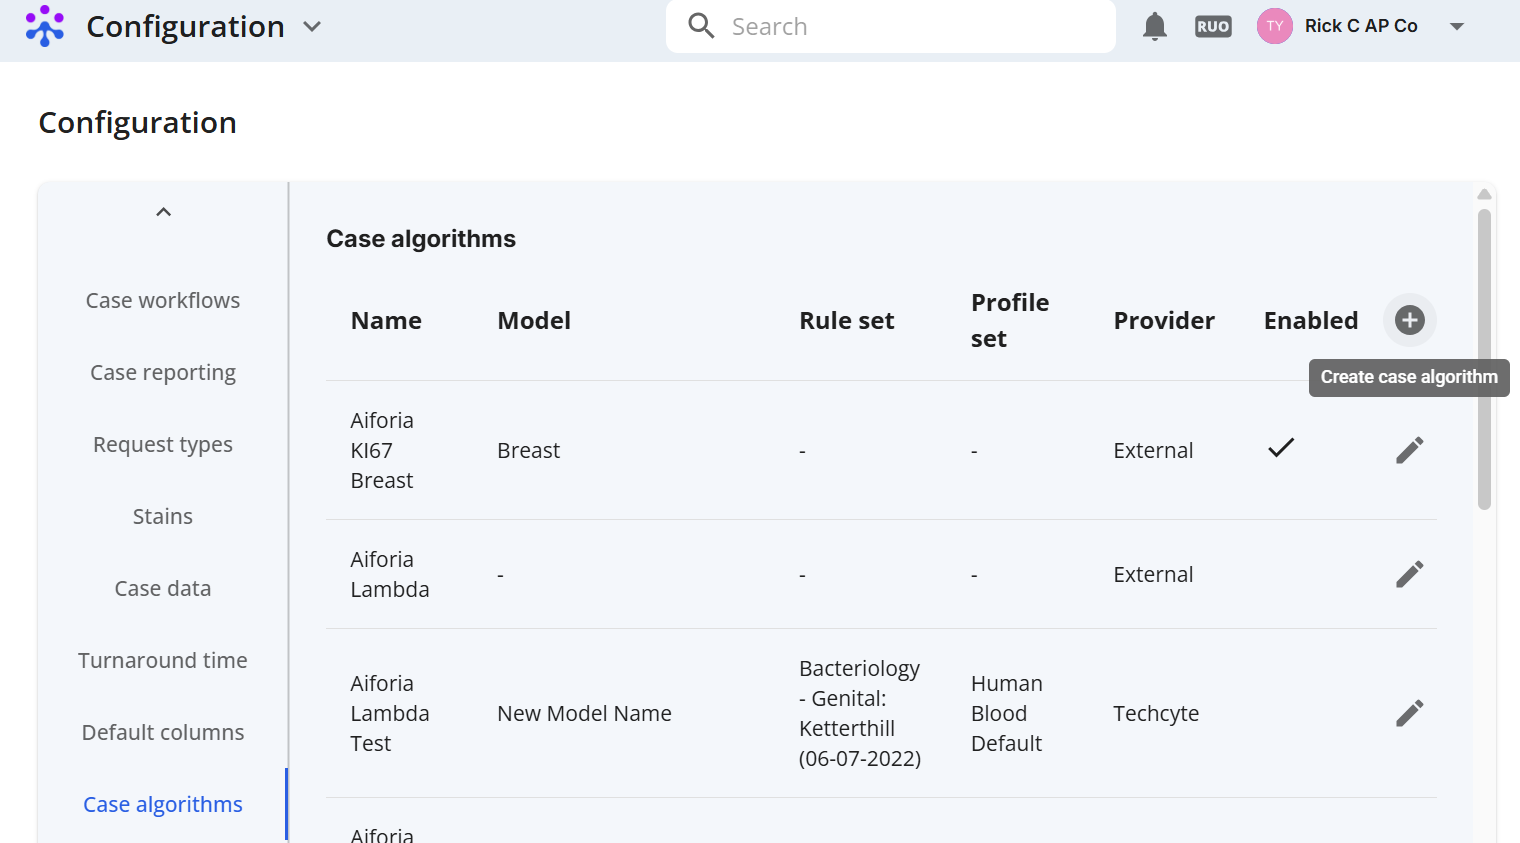 Configuration
Search
RUO
TY
Rick C AP Co
Configuration
Case workflows
Case reporting
Request types
Stains
Case data
Turnaround time
Default columns
Case algorithms
Case algorithms
Name
Model
Rule set
Profile
set
Provider
Enabled
Create case algorithm
Aiforia
KI67
Breast
Breast
-
-
External
Aiforia
Lambda
-
-
-
External
Aiforia
Lambda
Test
New Model Name
Bacteriology
- Genital:
Ketterthill
(06-07-2022)
Human
Blood
Default
Techcyte
Aiforia